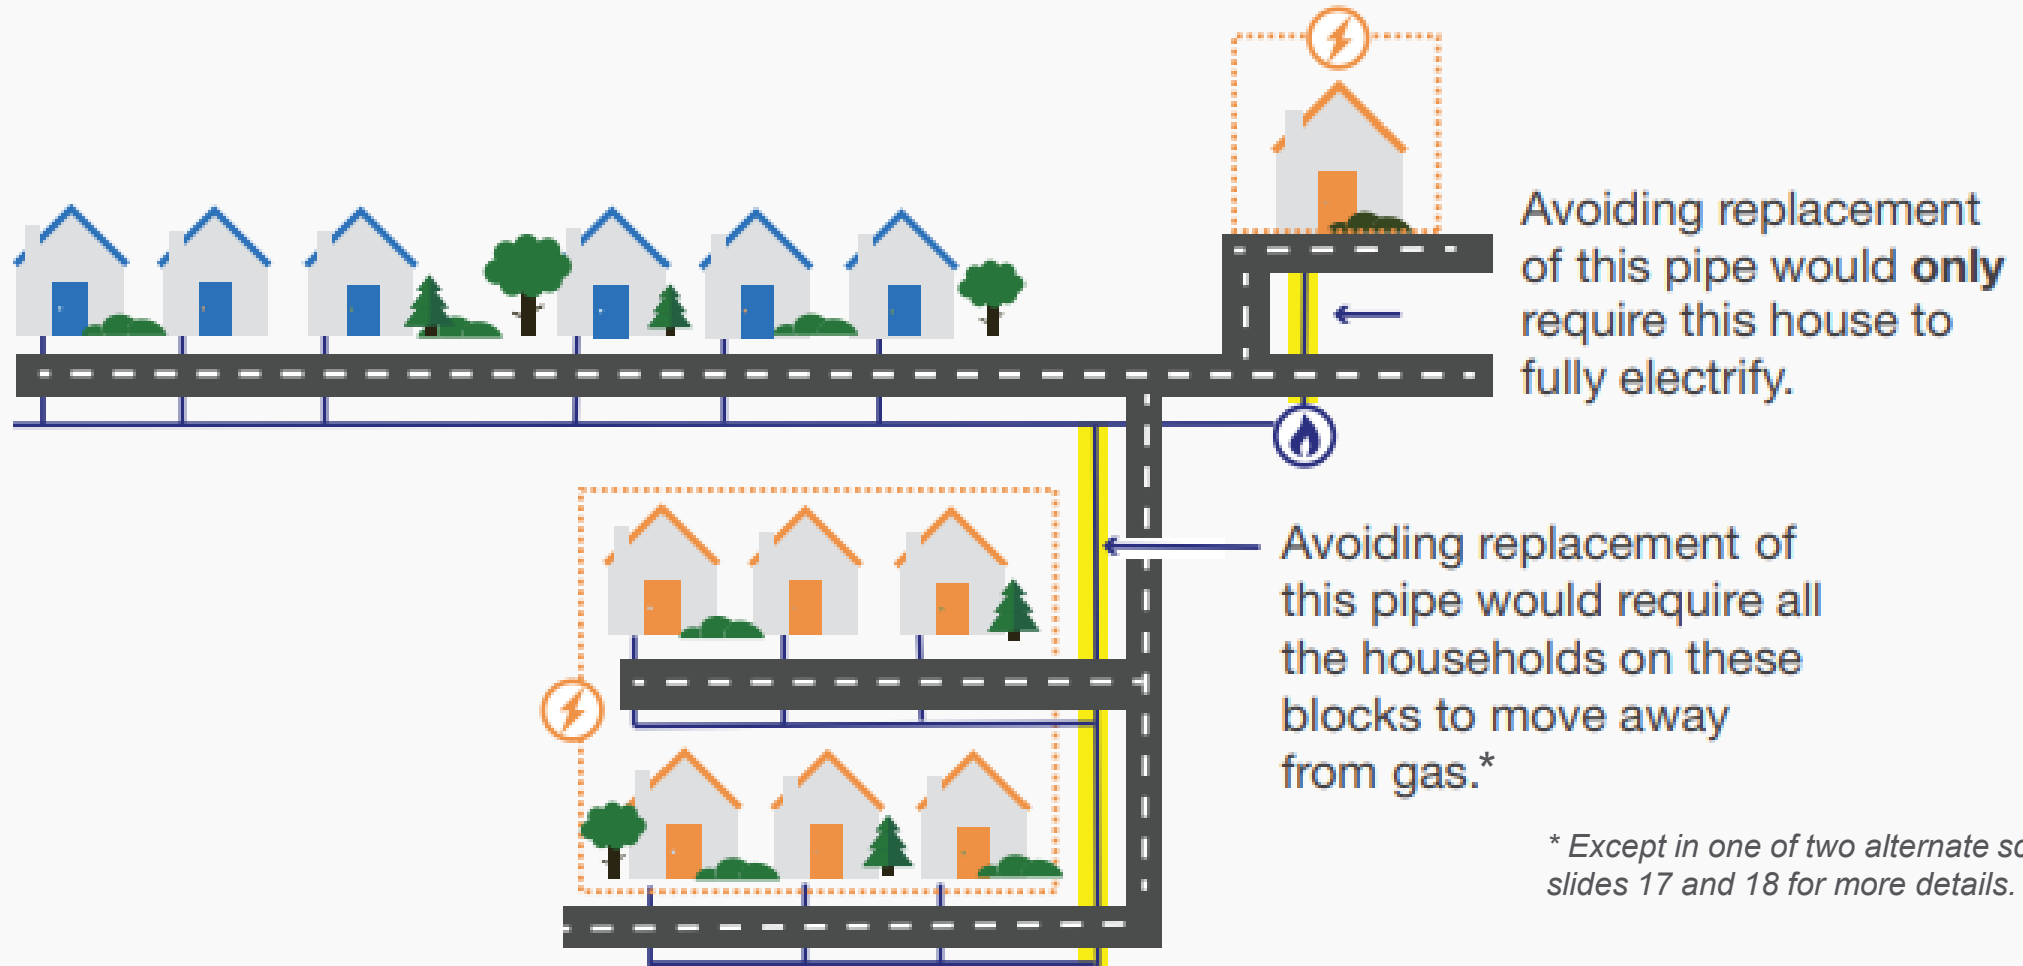 Avoiding replacement
of this pipe would only
require this house to
fully electrify.
Avoiding replacement of
this pipe would require all
the households on these
blocks to move away
from gas.*
* Except in one of two alternate
slides 17 and 18 for more details.